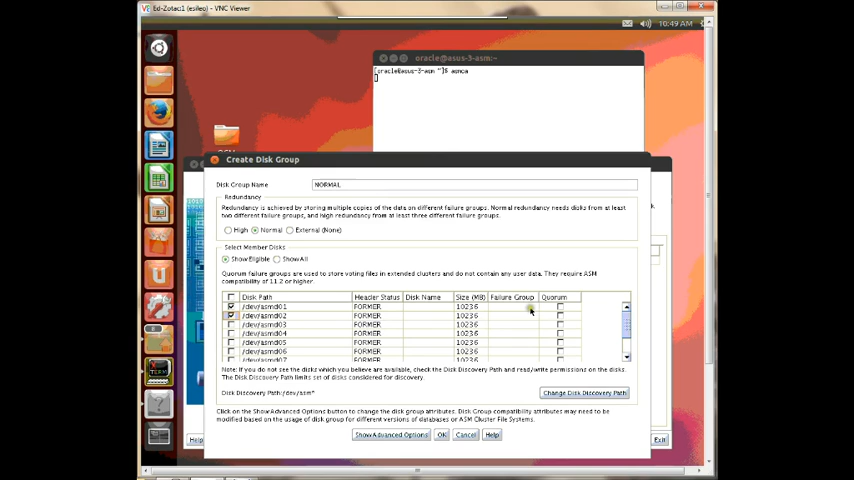 Ed-Zotac:1 (esileo) - VNC Viewer
10:49 AM
oracle@asus-3-asm:~
[oracle@asus-3-asm ~]$ asmca
Create Disk Group
Disk Group Name
NORMAL
Redundancy
Redundancy is achieved by storing multiple copies of the data on different failure groups. Normal redundancy needs disks from at least
two different failure groups, and high redundancy from at least three different failure groups.
High Normal External (None)
Select Member Disks
Show Eligible Show All
Quorum failure groups are used to store voting files in extended clusters and do not contain any user data. They require ASM
compatibility of 11.2 or higher.
Disk Path Header Status Disk Name Size (MB) Failure Group Quorum
/dev/asmd01 FORMER 10236
/dev/asmd02 FORMER 10236
/dev/asmd03 FORMER 10236
/dev/asmd04 FORMER 10236
/dev/asmd05 FORMER 10236
/dev/asmd06 FORMER 10236
/dev/asmd07 FORMER 10236
Note: If you do not see the disks which you believe are available, check the Disk Discovery Path and read/write permissions on the disks.
The Disk Discovery Path limits set of disks considered for discovery.
Disk Discovery Path:/dev/asm*
Change Disk Discovery Path
Click on the Show Advanced Options button to change the disk group attributes. Disk Group compatibility attributes may need to be
modified based on the usage of disk group for different versions of databases or ASM Cluster File Systems.
Show Advanced Options OK Cancel Help
Help
Exit